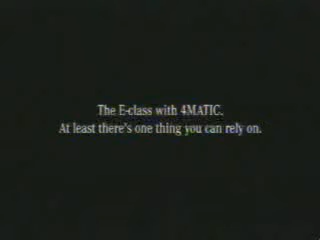 The E-class with 4MATIC.
At least there's one thing you can rely on.